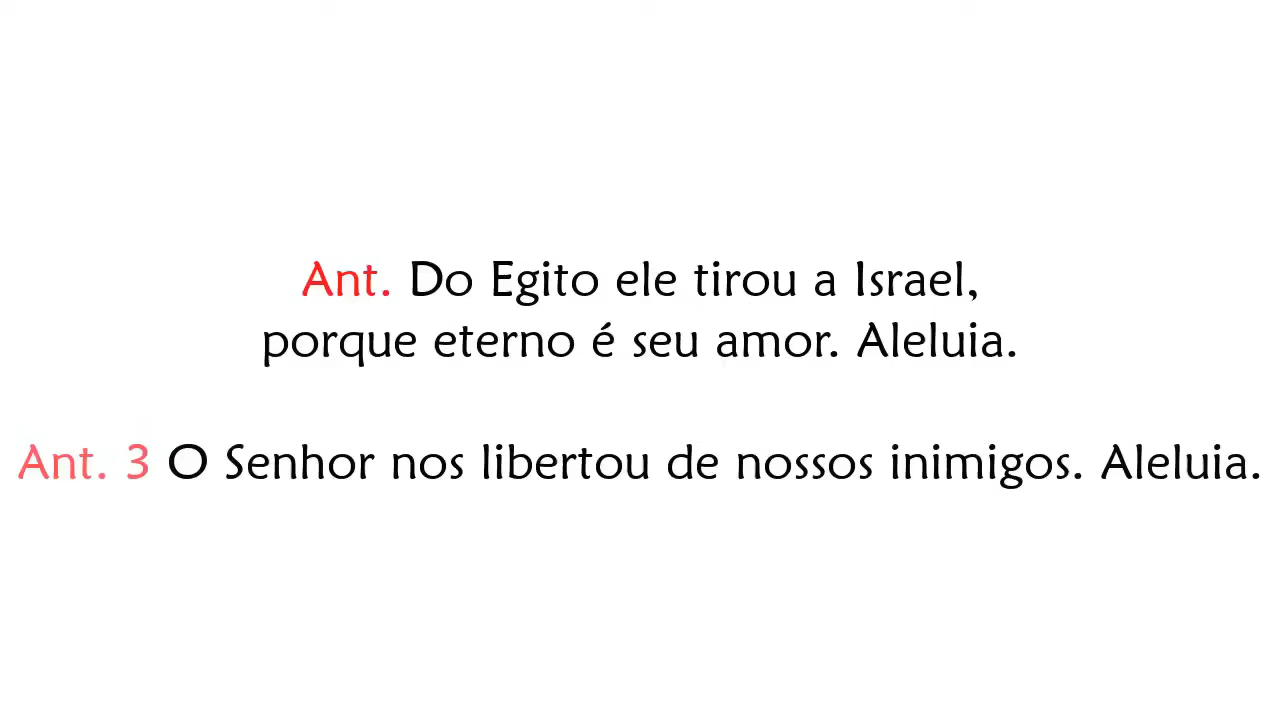 Ant. Do Egito ele tirou a Israel,
porque eterno é seu amor. Aleluia.
Ant. 3 O Senhor nos libertou de nossos inimigos. Aleluia.